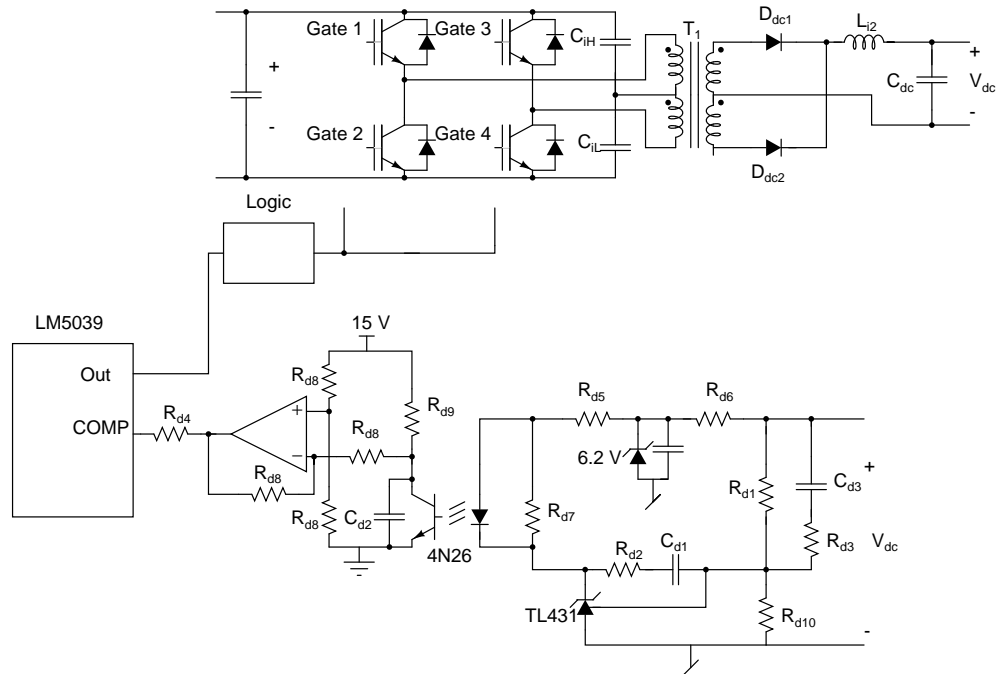 Gate 1
Gate 3
C_iH
T_1
D_dc1
L_i2
+
+
C_dc
V_dc
-
-
Gate 2
Gate 4
C_iL
D_dc2
Logic
LM5039
15 V
Out
R_d8
R_d9
R_d5
R_d6
COMP
R_d4
+
R_d8
-
6.2 V
+
R_d8
R_d1
C_d3
R_d8
C_d2
R_d7
4N26
R_d2
C_d1
R_d3
V_dc
TL431
R_d10
-